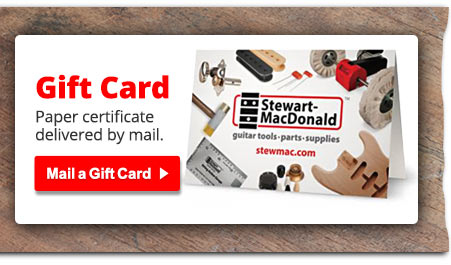 Gift Card
Paper certificate
delivered by mail.
Mail a Gift Card
Stewart-
MacDonald
guitar tools • parts • supplies
stewmac.com